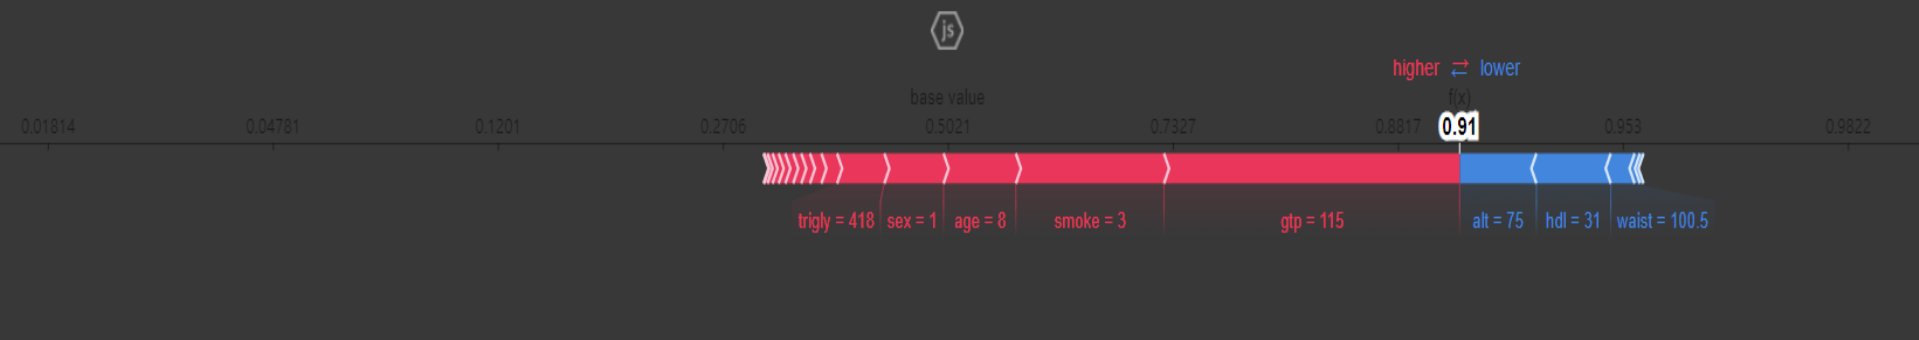 js
higher ⇄ lower
base value f(x)
0.01814 0.04781 0.1201 0.2706 0.5021 0.7327 0.8817 0.91 0.953 0.9822
trigly = 418 sex = 1 age = 8 smoke = 3 gtp = 115 alt = 75 hdl = 31 waist = 100.5